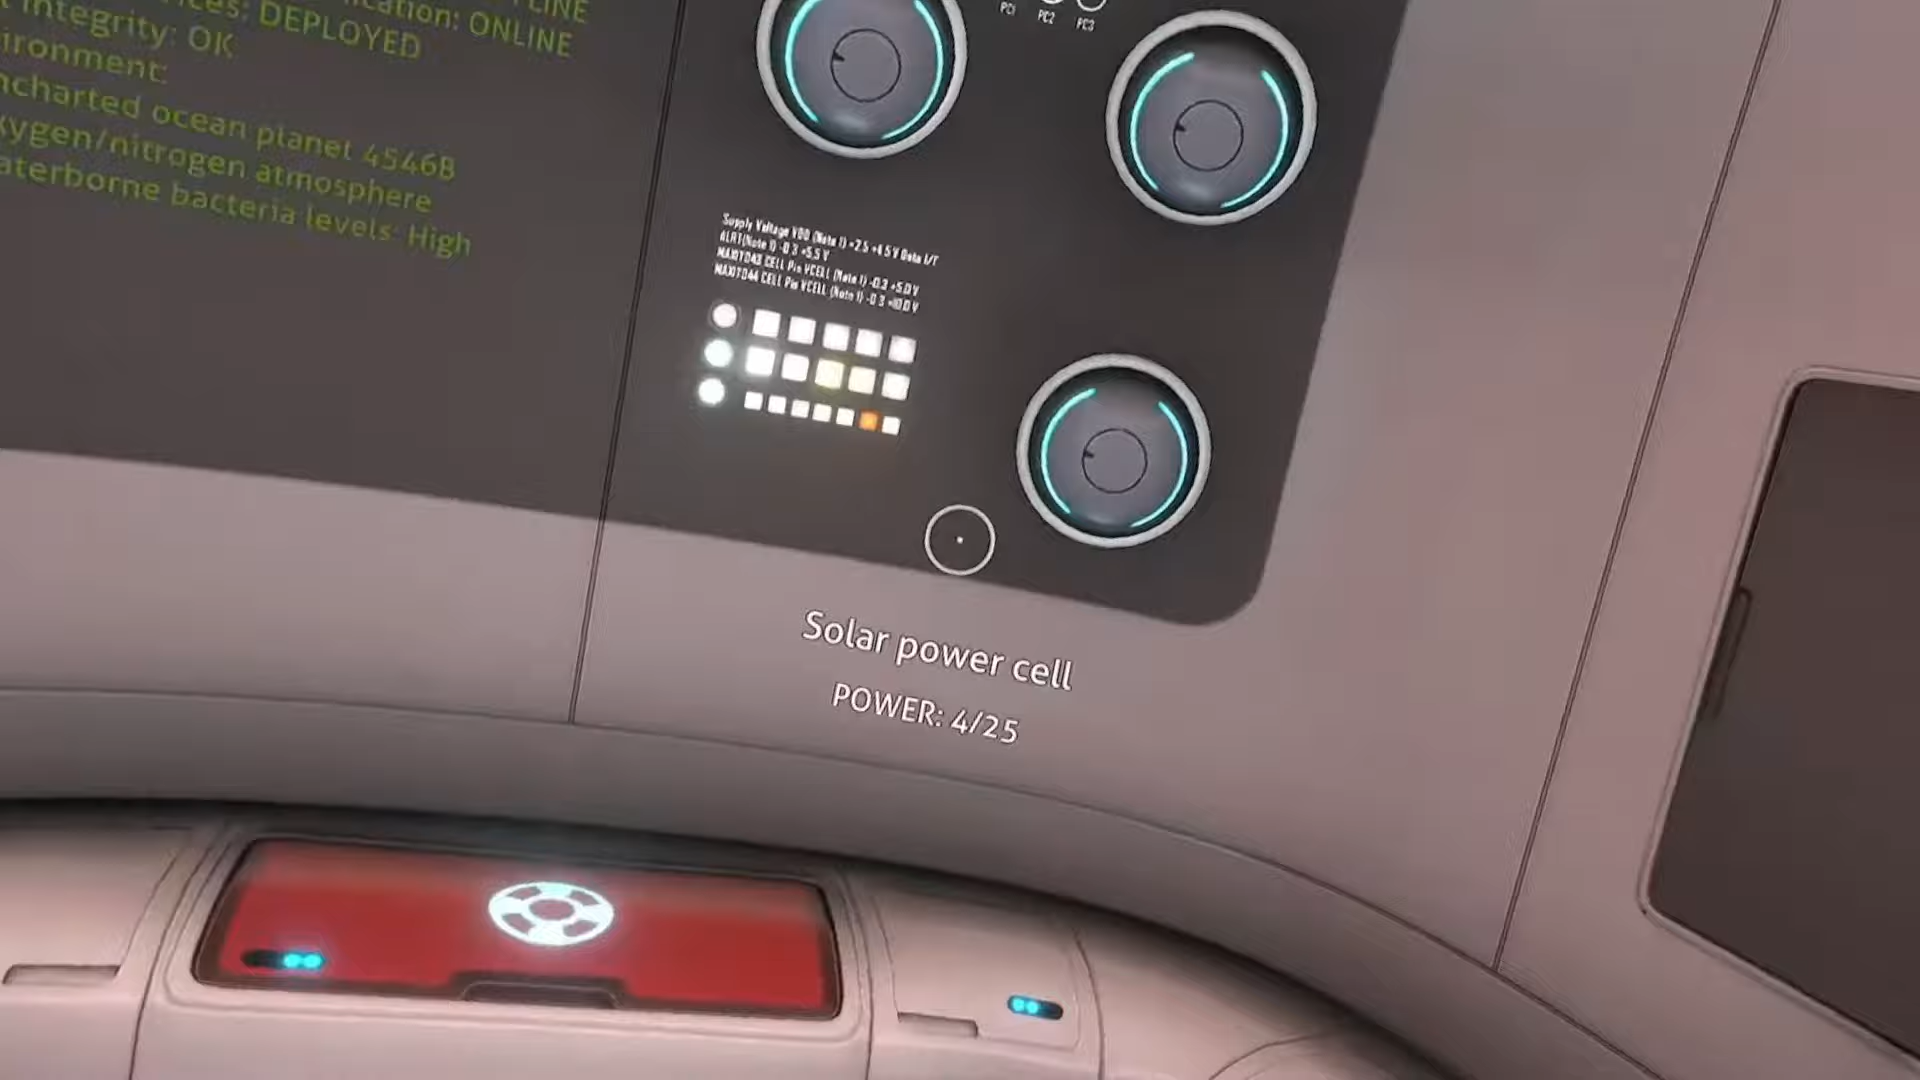 LINE
DEPLOYED
ication: ONLINE
integrity: OK
ironment:
ncharted ocean planet 4546B
xygen/nitrogen atmosphere
aterborne bacteria levels: High
PC1 PC2 PC3
Supply Voltage VDD (Note 1) +2.5 +4.5 V Data I/F
ALRT(Note 1) -0.3 +5.5 V
MAX17043 CELL Pin VCELL (Note 1) -0.3 +5.0 V
MAX17044 CELL Pin VCELL (Note 1) -0.3 +10.0 V
Solar power cell
POWER: 4/25